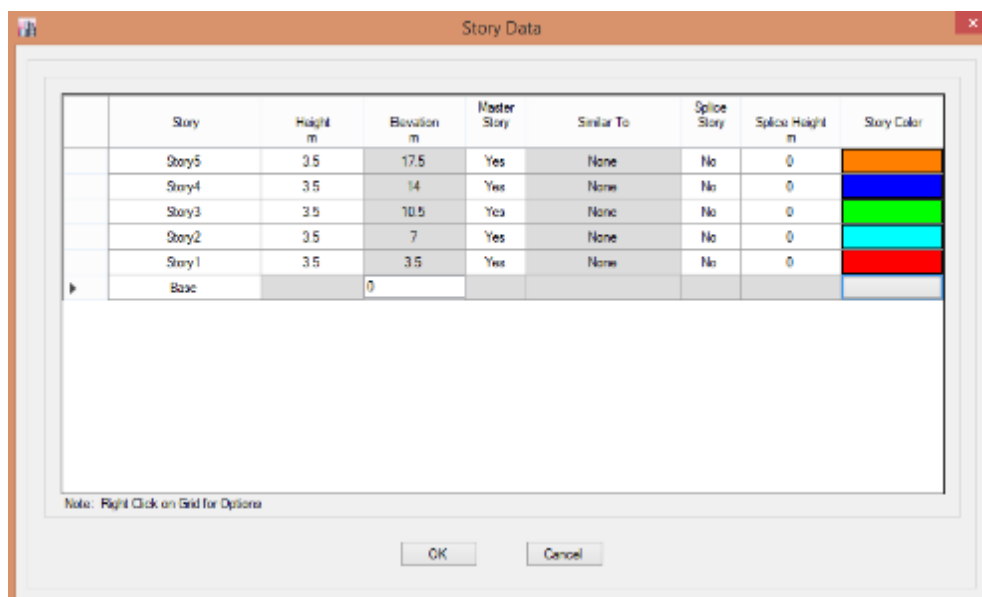 Story Data
Story Height m Elevation m Master Story Similar To Splice Story Splice Height m Story Color
Story5 3.5 17.5 Yes None No 0
Story4 3.5 14 Yes None No 0
Story3 3.5 10.5 Yes None No 0
Story2 3.5 7 Yes None No 0
Story1 3.5 3.5 Yes None No 0
Base 0
Note: Right Click on Grid for Options
OK Cancel